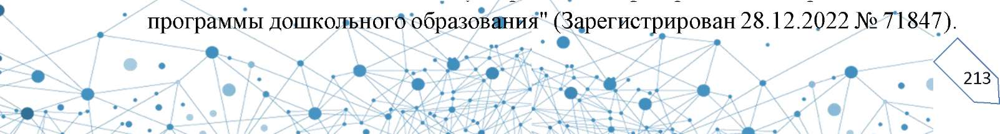 программы дошкольного образования" (Зарегистрирован 28.12.2022 № 71847).
213